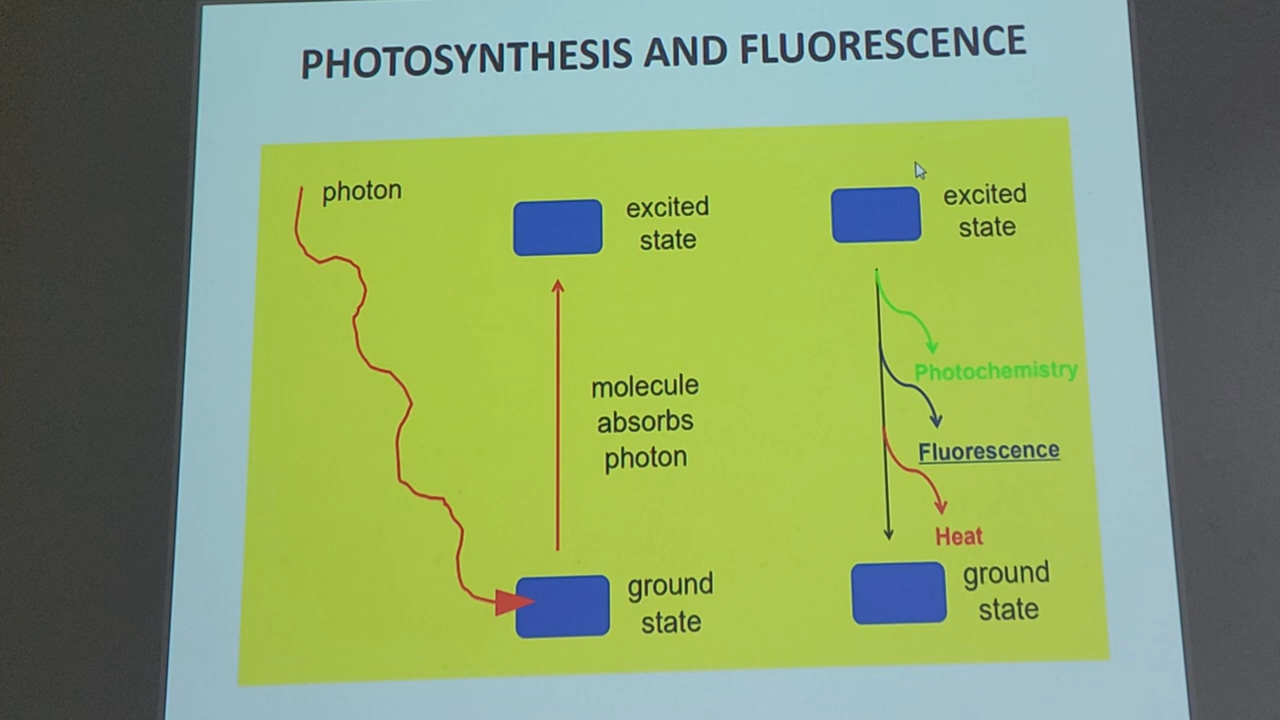 PHOTOSYNTHESIS AND FLUORESCENCE
photon
excited
state
molecule
absorbs
photon
ground
state
excited
state
Photochemistry
Fluorescence
Heat
ground
state